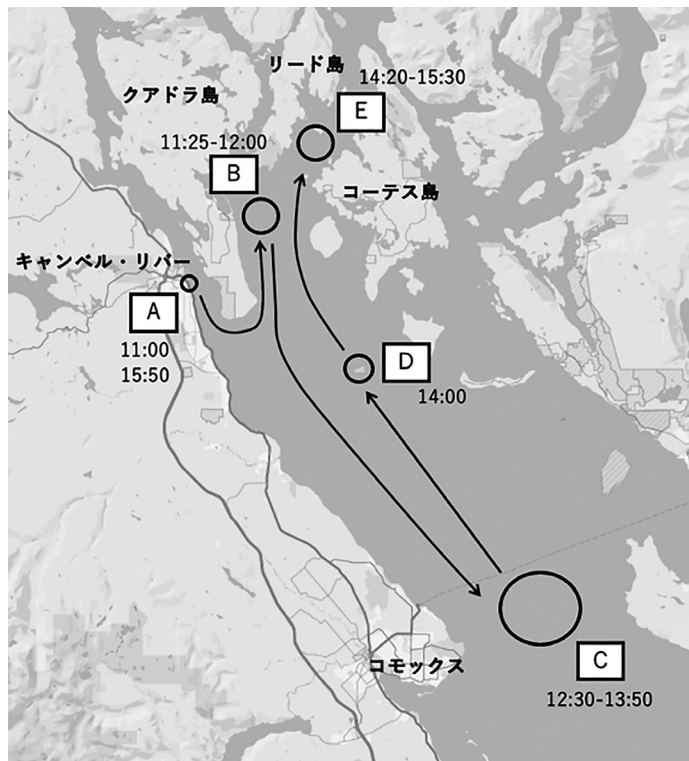 リード島
14:20-15:30
E
クアドラ島
11:25-12:00
B
コーテス島
キャンベル・リバー
A
11:00
15:50
D
14:00
コモックス
C
12:30-13:50